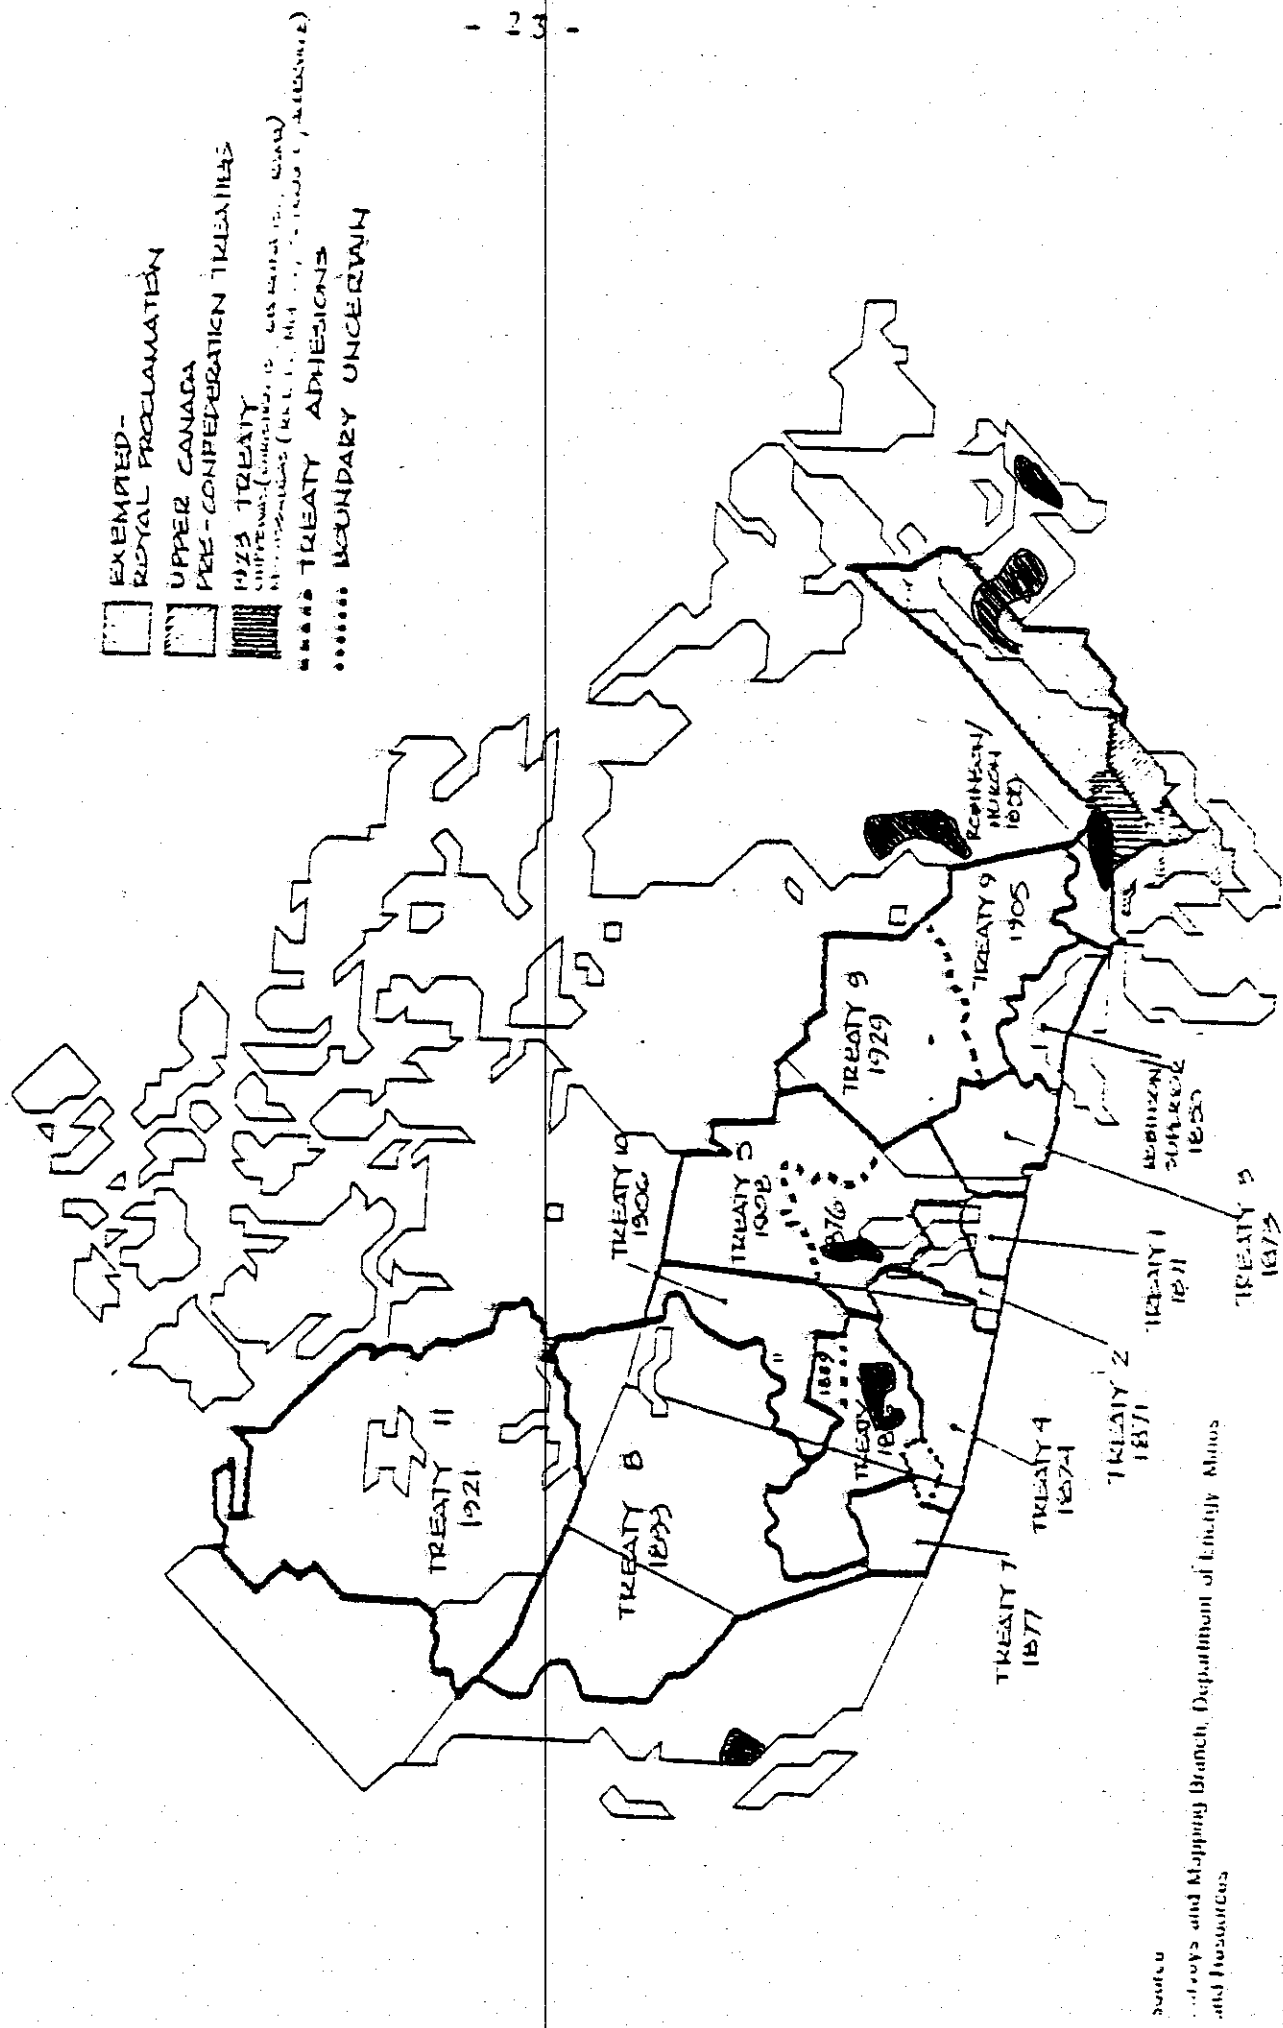 - 23 -
EXEMPTED-
ROYAL PROCLAMATION
UPPER CANADA
PRE-CONFEDERATION TREATIES
1923 TREATY
TREATY ADHESIONS
BOUNDARY UNCERTAIN
TREATY 11
1921
TREATY 8
1899
TREATY 10
1906
TREATY 5
1908
1876
TREATY 9
1929
TREATY 9
1905
ROBINSON/
HURON
1850
ROBINSON/
SUPERIOR
1850
TREATY
1889
TREATY 7
1877
TREATY 4
1874
TREATY 2
1871
TREATY 1
1871
TREATY
1873
Source
and Mapping Branch, Department of Energy Mines
and Resources